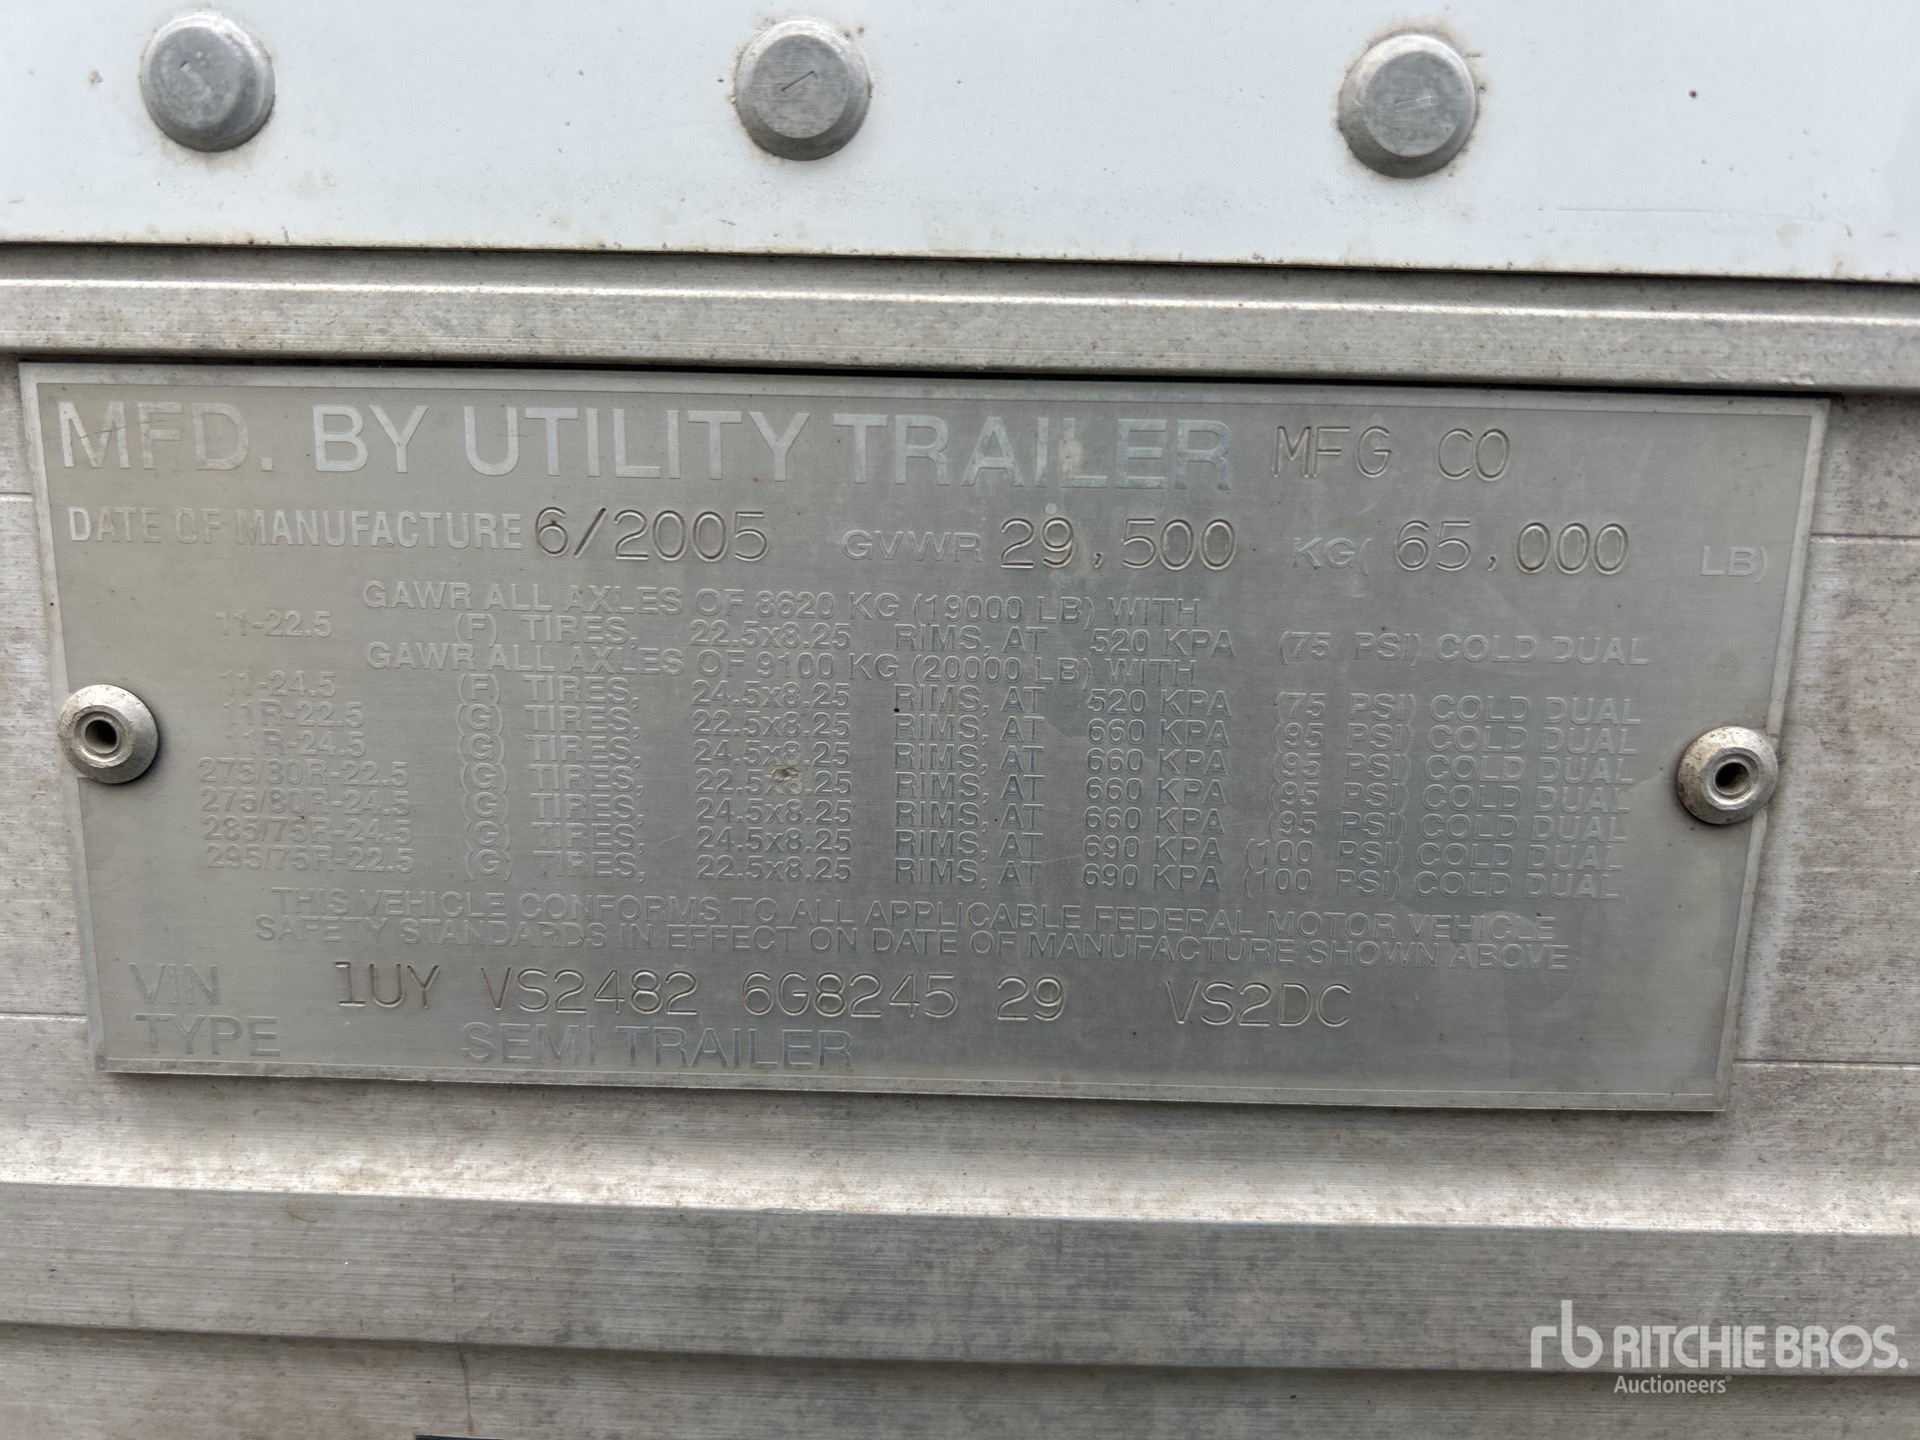 MFD. BY UTILITY TRAILER MFG CO
DATE OF MANUFACTURE 6/2005 GVWR 29,500 KG( 65,000 LB)
GAWR ALL AXLES OF 8620 KG (19000 LB) WITH
11-22.5 (F) TIRES, 22.5x8.25 RIMS, AT 520 KPA (75 PSI) COLD DUAL
GAWR ALL AXLES OF 9100 KG (20000 LB) WITH
11-24.5 (F) TIRES, 24.5x8.25 RIMS, AT 520 KPA (75 PSI) COLD DUAL
11R-22.5 (G) TIRES, 22.5x8.25 RIMS, AT 660 KPA (95 PSI) COLD DUAL
11R-24.5 (G) TIRES, 24.5x8.25 RIMS, AT 660 KPA (95 PSI) COLD DUAL
275/80R-22.5 (G) TIRES, 22.5x8.25 RIMS, AT 660 KPA (95 PSI) COLD DUAL
275/80R-24.5 (G) TIRES, 24.5x8.25 RIMS, AT 660 KPA (95 PSI) COLD DUAL
285/75R-24.5 (G) TIRES, 24.5x8.25 RIMS, AT 690 KPA (100 PSI) COLD DUAL
295/75R-22.5 (G) TIRES, 22.5x8.25 RIMS, AT 690 KPA (100 PSI) COLD DUAL
THIS VEHICLE CONFORMS TO ALL APPLICABLE FEDERAL MOTOR VEHICLE
SAFETY STANDARDS IN EFFECT ON DATE OF MANUFACTURE SHOWN ABOVE
VIN 1UY VS2482 6G8245 29 VS2DC
TYPE SEMI TRAILER
rb RITCHIE BROS.
Auctioneers